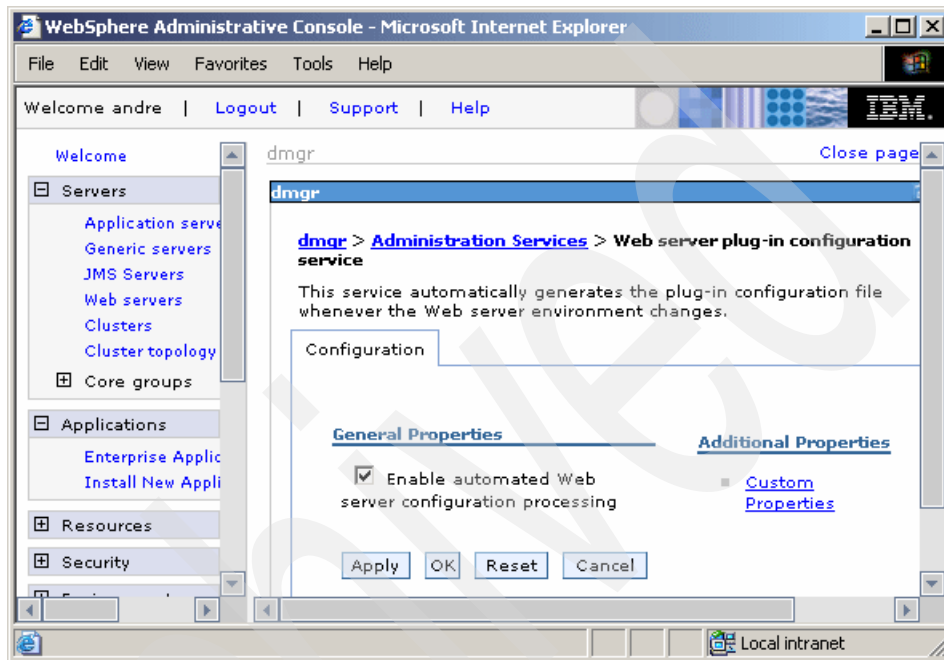 WebSphere Administrative Console - Microsoft Internet Explorer
File Edit View Favorites Tools Help
Welcome andre | Logout | Support | Help
IBM.
Welcome
Servers
Application serve
Generic servers
JMS Servers
Web servers
Clusters
Cluster topology
Core groups
Applications
Enterprise Applic
Install New Appli
Resources
Security
dmgr
Close page
dmgr
dmgr > Administration Services > Web server plug-in configuration
service
This service automatically generates the plug-in configuration file
whenever the Web server environment changes.
Configuration
General Properties
Enable automated Web
server configuration processing
Additional Properties
Custom
Properties
Apply OK Reset Cancel
Local intranet